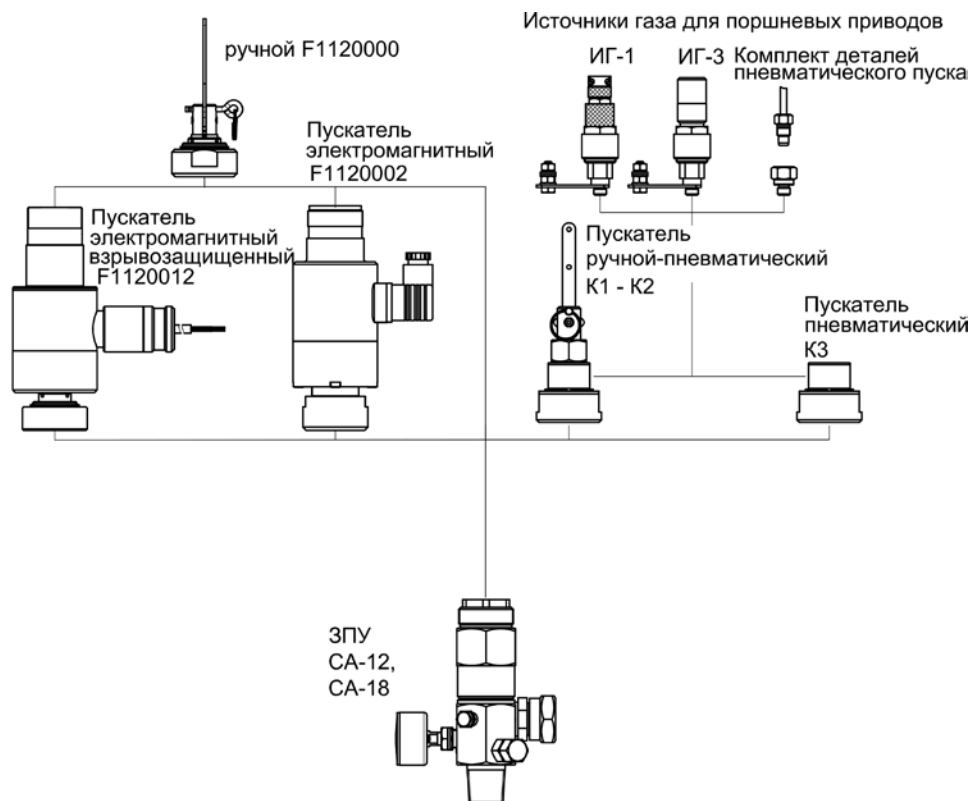 Источники газа для поршневых приводов
ручной F1120000
ИГ-1
ИГ-3
Комплект деталей
пневматического пуска
Пускатель
электромагнитный
F1120002
Пускатель
электромагнитный
взрывозащищенный
F1120012
Пускатель
ручной-пневматический
К1 - К2
Пускатель
пневматический
К3
ЗПУ
СА-12,
СА-18